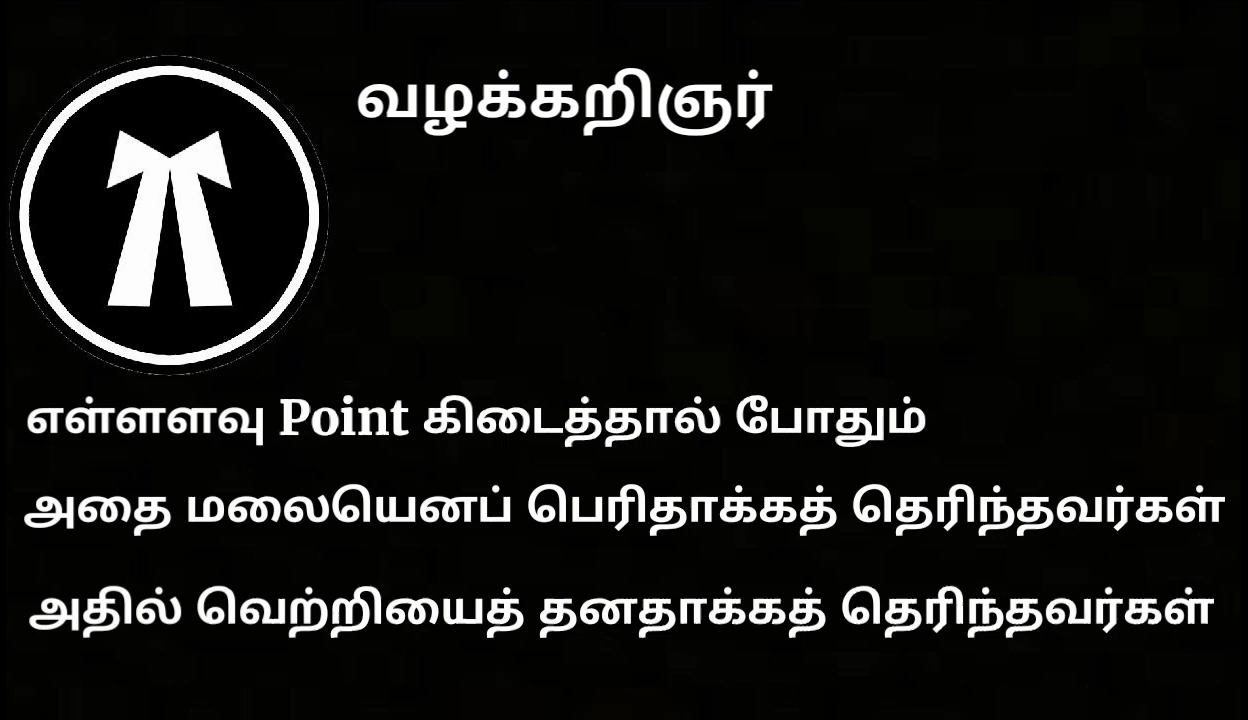 வழக்கறிஞர்
எள்ளளவு Point கிடைத்தால் போதும்
அதை மலையெனப் பெரிதாக்கத் தெரிந்தவர்கள்
அதில் வெற்றியைத் தனதாக்கத் தெரிந்தவர்கள்